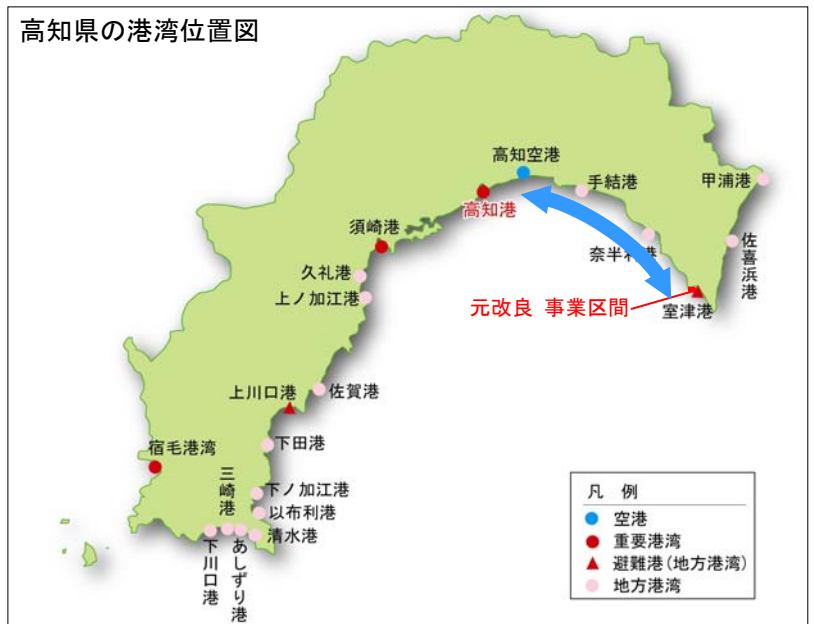 高知県の港湾位置図
高知空港
手結港
甲浦港
高知港
須崎港
奈半
港
佐喜浜港
久礼港
上ノ加江港
元改良 事業区間
室津港
上川口港
佐賀港
宿毛港湾
下田港
三崎港
下ノ加江港
以布利港
清水港
下川口港
あしずり港
凡 例
空港
重要港湾
避難港(地方港湾)
地方港湾